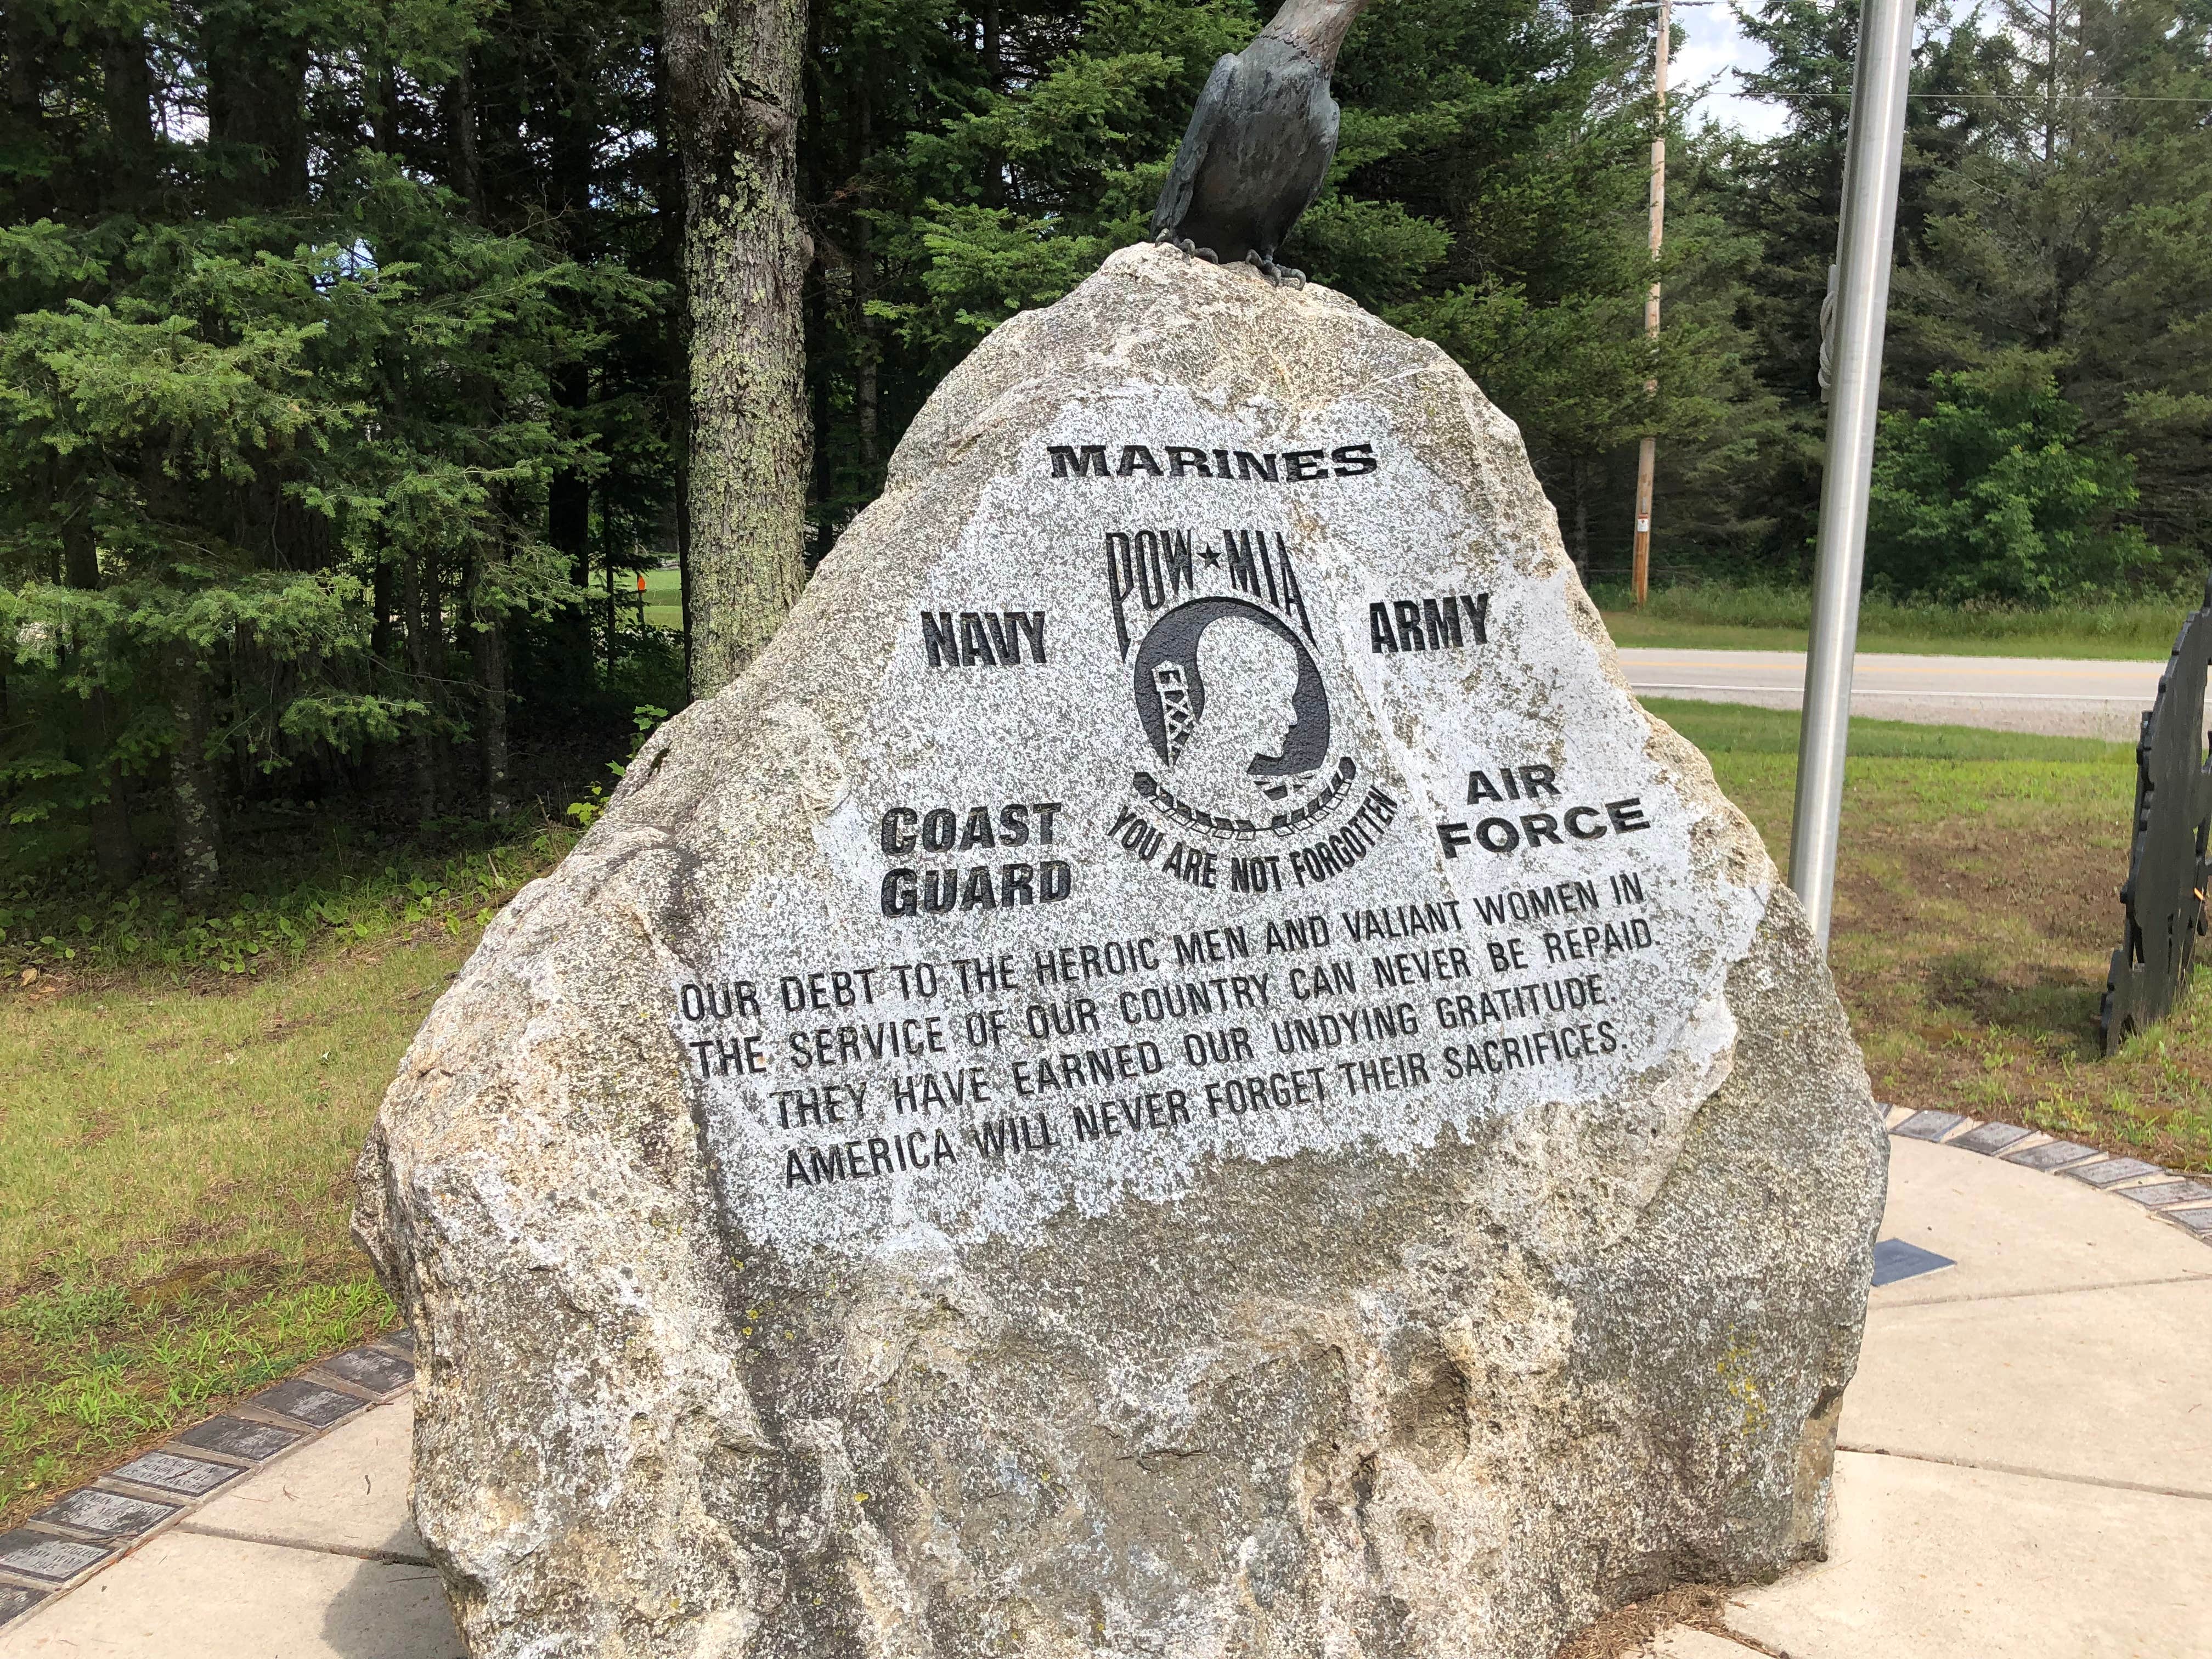 MARINES
POW★MIA
NAVY
ARMY
COAST
GUARD
AIR
FORCE
YOU ARE NOT FORGOTTEN
OUR DEBT TO THE HEROIC MEN AND VALIANT WOMEN IN
THE SERVICE OF OUR COUNTRY CAN NEVER BE REPAID.
THEY HAVE EARNED OUR UNDYING GRATITUDE.
AMERICA WILL NEVER FORGET THEIR SACRIFICES.